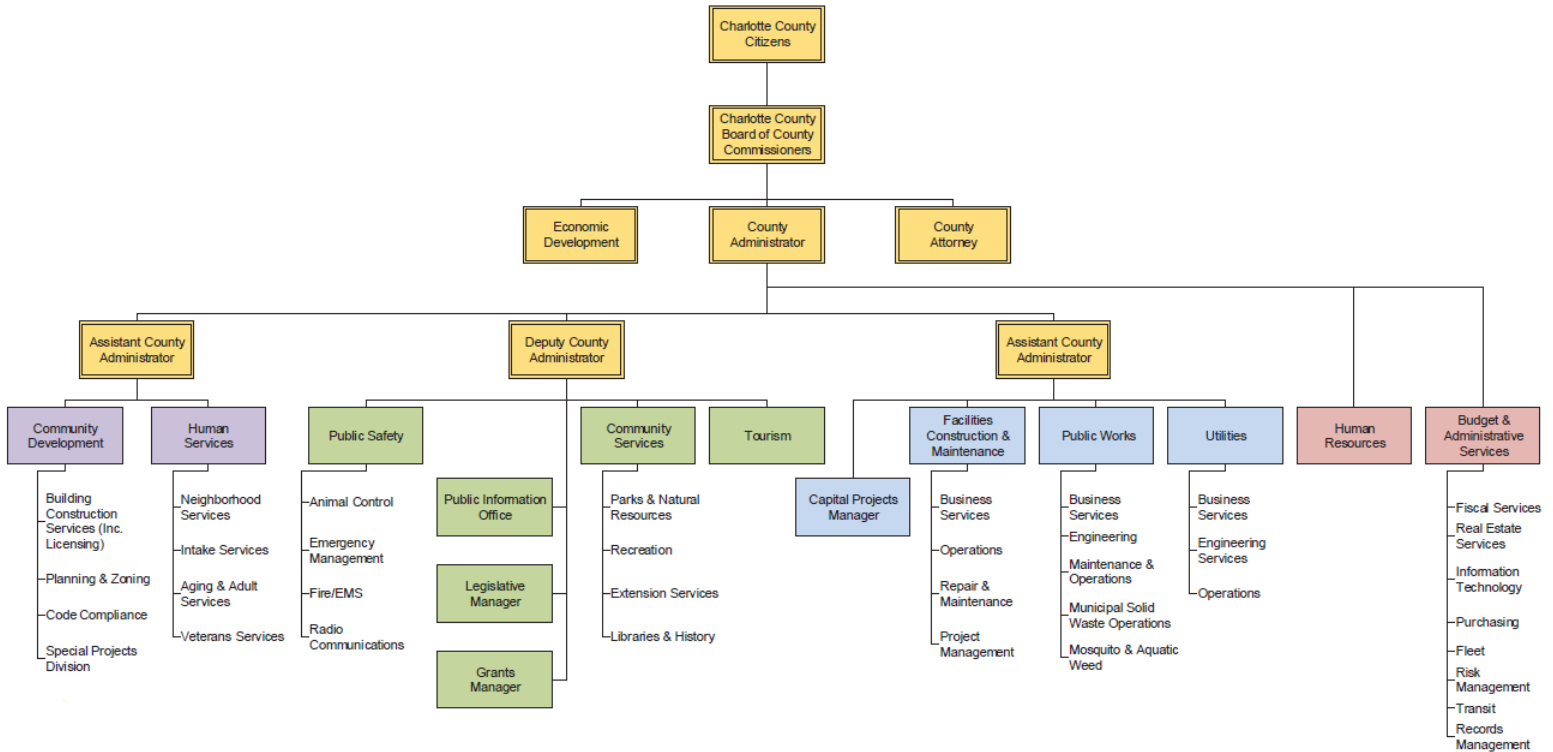 Charlotte County
Citizens
Charlotte County
Board of County
Commissioners
Economic
Development
County
Administrator
County
Attorney
Assistant County
Administrator
Deputy County
Administrator
Assistant County
Administrator
Community
Development
Human
Services
Public Safety
Community
Services
Tourism
Facilities
Construction &
Maintenance
Public Works
Utilities
Human
Resources
Budget &
Administrative
Services
Building
Construction
Services (Inc.
Licensing)
Planning & Zoning
Code Compliance
Special Projects
Division
Neighborhood
Services
Intake Services
Aging & Adult
Services
Veterans Services
Animal Control
Emergency
Management
Fire/EMS
Radio
Communications
Public Information
Office
Legislative
Manager
Grants
Manager
Parks & Natural
Resources
Recreation
Extension Services
Libraries & History
Capital Projects
Manager
Business
Services
Operations
Repair &
Maintenance
Project
Management
Business
Services
Engineering
Maintenance &
Operations
Municipal Solid
Waste Operations
Mosquito & Aquatic
Weed
Business
Services
Engineering
Services
Operations
Fiscal Services
Real Estate
Services
Information
Technology
Purchasing
Fleet
Risk
Management
Transit
Records
Management